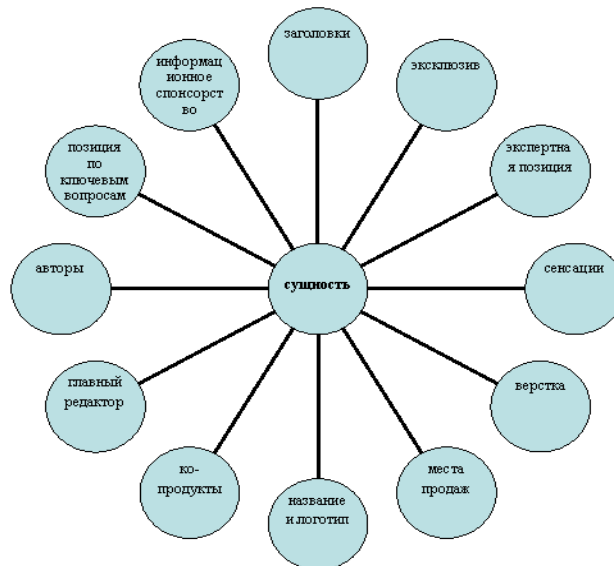 заголовки
информац
ионное
спонсорст
во
эксклюзив
позиция
по
ключевым
вопросам
экспертна
я позиция
авторы
сущность
сенсации
главный
редактор
верстка
ко-
продукты
места
продаж
название
и логотип